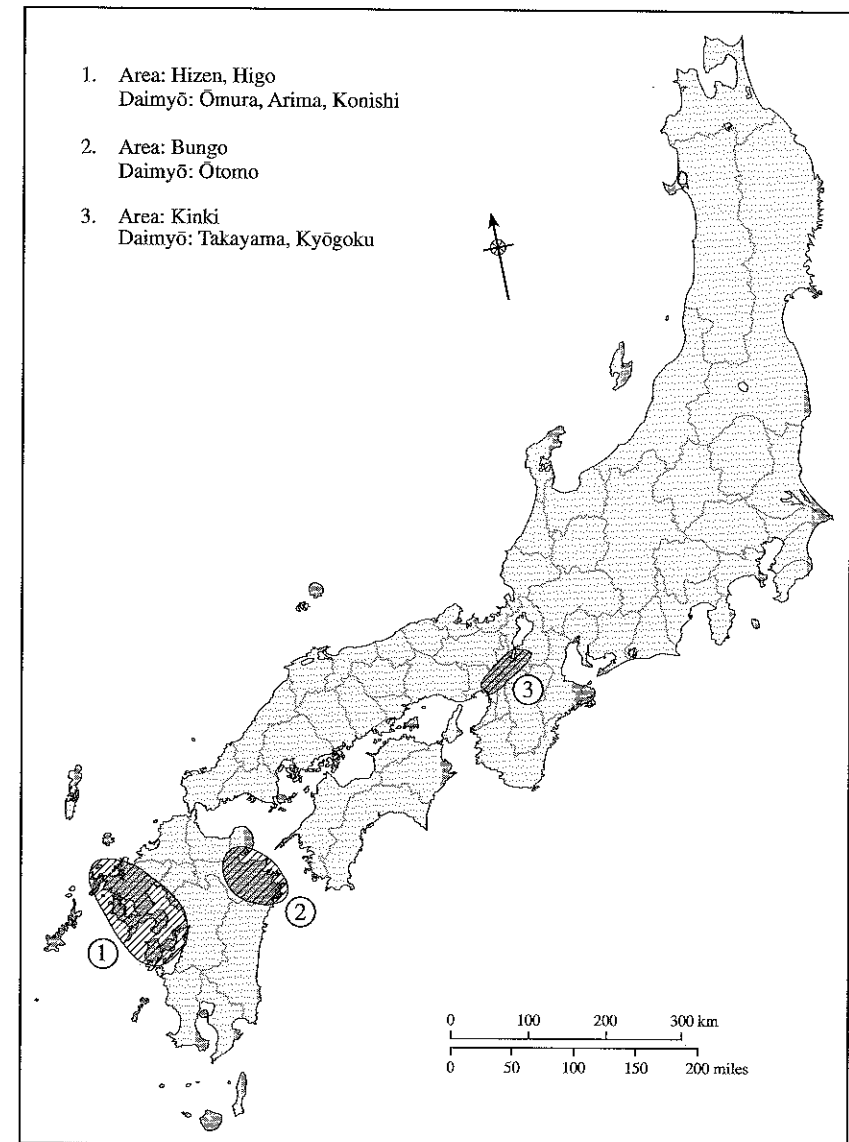 1. Area: Hizen, Higo
Daimyō: Ōmura, Arima, Konishi
2. Area: Bungo
Daimyō: Ōtomo
3. Area: Kinki
Daimyō: Takayama, Kyōgoku
3
2
1
0 100 200 300 km
0 50 100 150 200 miles